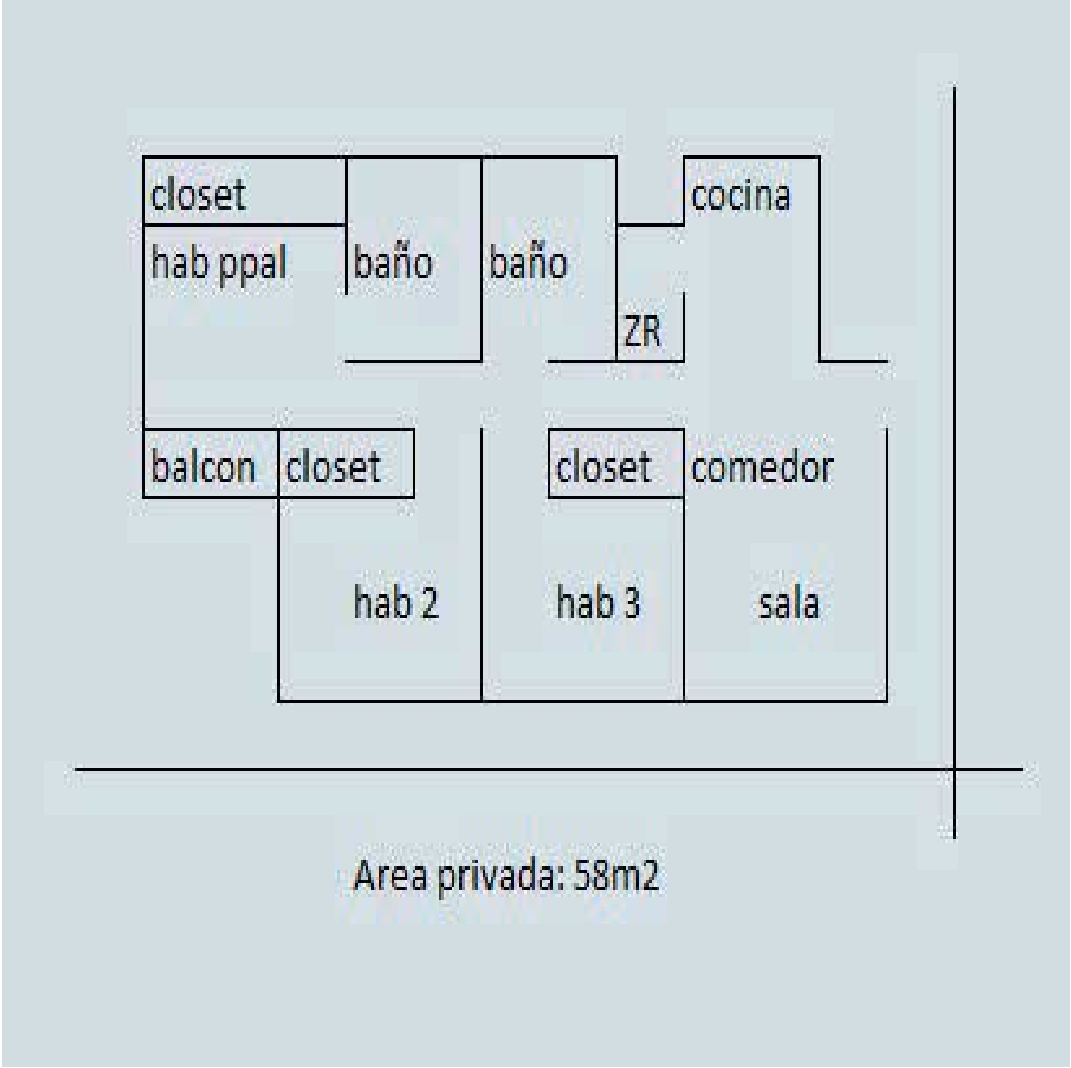 closet
cocina
hab ppal
baño
baño
ZR
balcon
closet
closet
comedor
hab 2
hab 3
sala
Area privada: 58m2